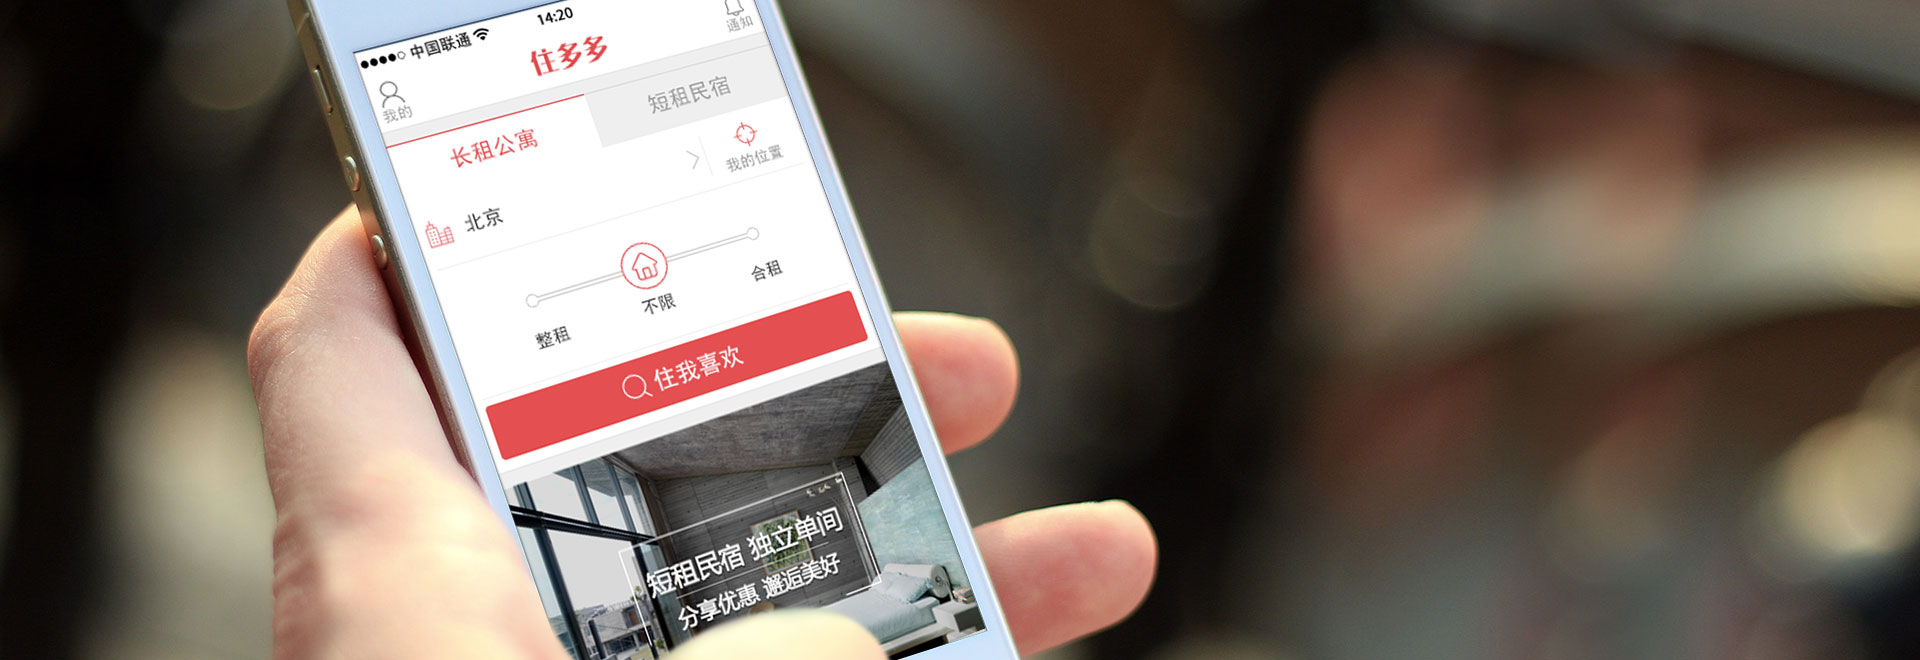 中国联通
14:20
我的
住多多
通知
长租公寓
短租民宿
北京
我的位置
整租
不限
合租
住我喜欢
短租民宿 独立单间
分享优惠 邂逅美好